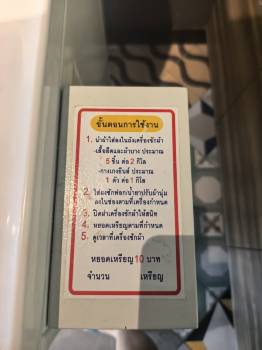 ขั้นตอนการใช้งาน
1. นำผ้าใส่ลงในถังเครื่องซักผ้า
-เสื้อยืดและผ้าบาง ประมาณ
5 ชิ้น ต่อ 2 กิโล
-กางเกงยีนส์ ประมาณ
1 ตัว ต่อ 1 กิโล
2. ใส่ผงซักฟอก/น้ำยาปรับผ้านุ่ม
ลงในช่องตามที่เครื่องกำหนด
3. ปิดฝาเครื่องซักผ้าให้สนิท
4. หยอดเหรียญตามที่กำหนด
5. ดูเวลาที่เครื่องซักผ้า
หยอดเหรียญ 10 บาท
จำนวน เหรียญ